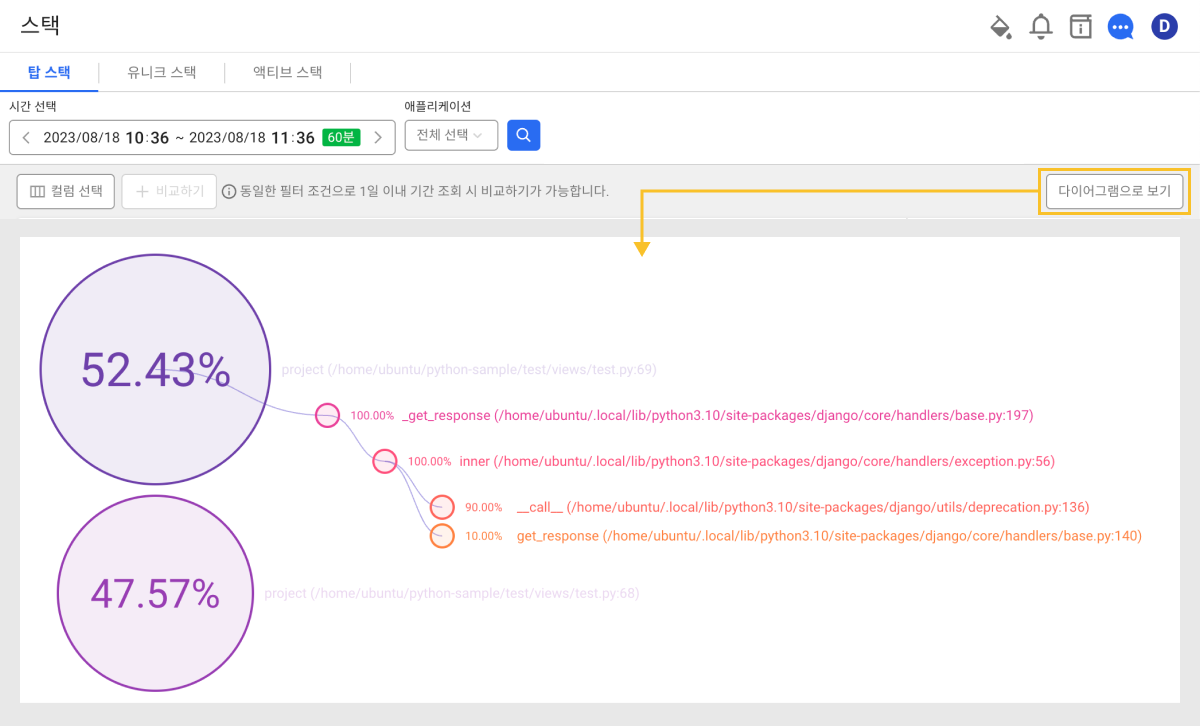 스택
D
탑 스택
유니크 스택
액티브 스택
시간 선택
애플리케이션
2023/08/18 10:36 ~ 2023/08/18 11:36 60분
전체 선택
컬럼 선택
비교하기
동일한 필터 조건으로 1일 이내 기간 조회 시 비교하기가 가능합니다.
다이어그램으로 보기
52.43%
project (/home/ubuntu/python-sample/test/views/test.py:69)
100.00% _get_response (/home/ubuntu/.local/lib/python3.10/site-packages/django/core/handlers/base.py:197)
100.00% inner (/home/ubuntu/.local/lib/python3.10/site-packages/django/core/handlers/exception.py:56)
90.00% __call__ (/home/ubuntu/.local/lib/python3.10/site-packages/django/utils/deprecation.py:136)
10.00% get_response (/home/ubuntu/.local/lib/python3.10/site-packages/django/core/handlers/base.py:140)
47.57%
project (/home/ubuntu/python-sample/test/views/test.py:68)